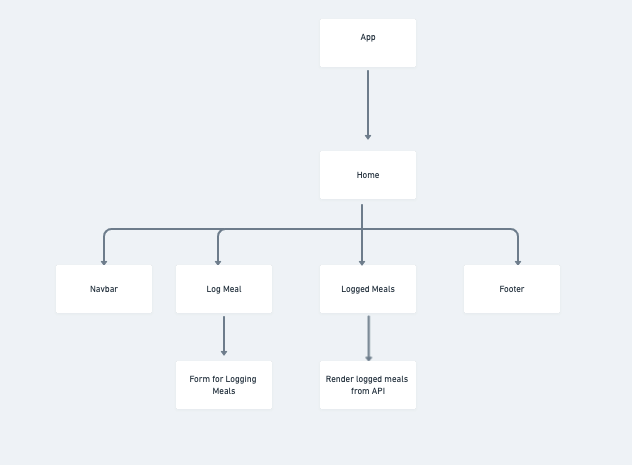 App
Home
Navbar
Log Meal
Logged Meals
Footer
Form for Logging
Meals
Render logged meals
from API